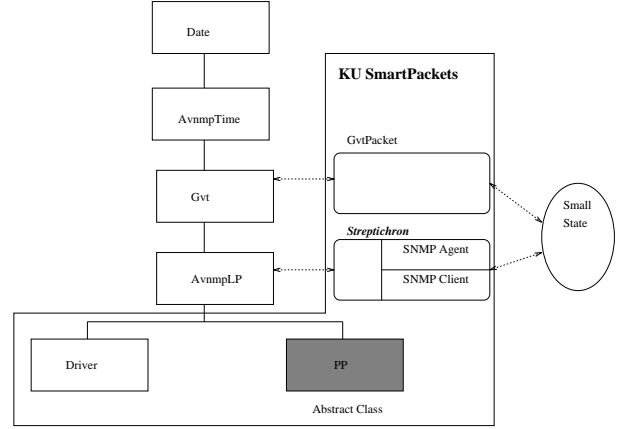 Date
KU SmartPackets
AvnmpTime
GvtPacket
Gvt
Small
State
Streptichron
SNMP Agent
AvnmpLP
SNMP Client
Driver
PP
Abstract Class